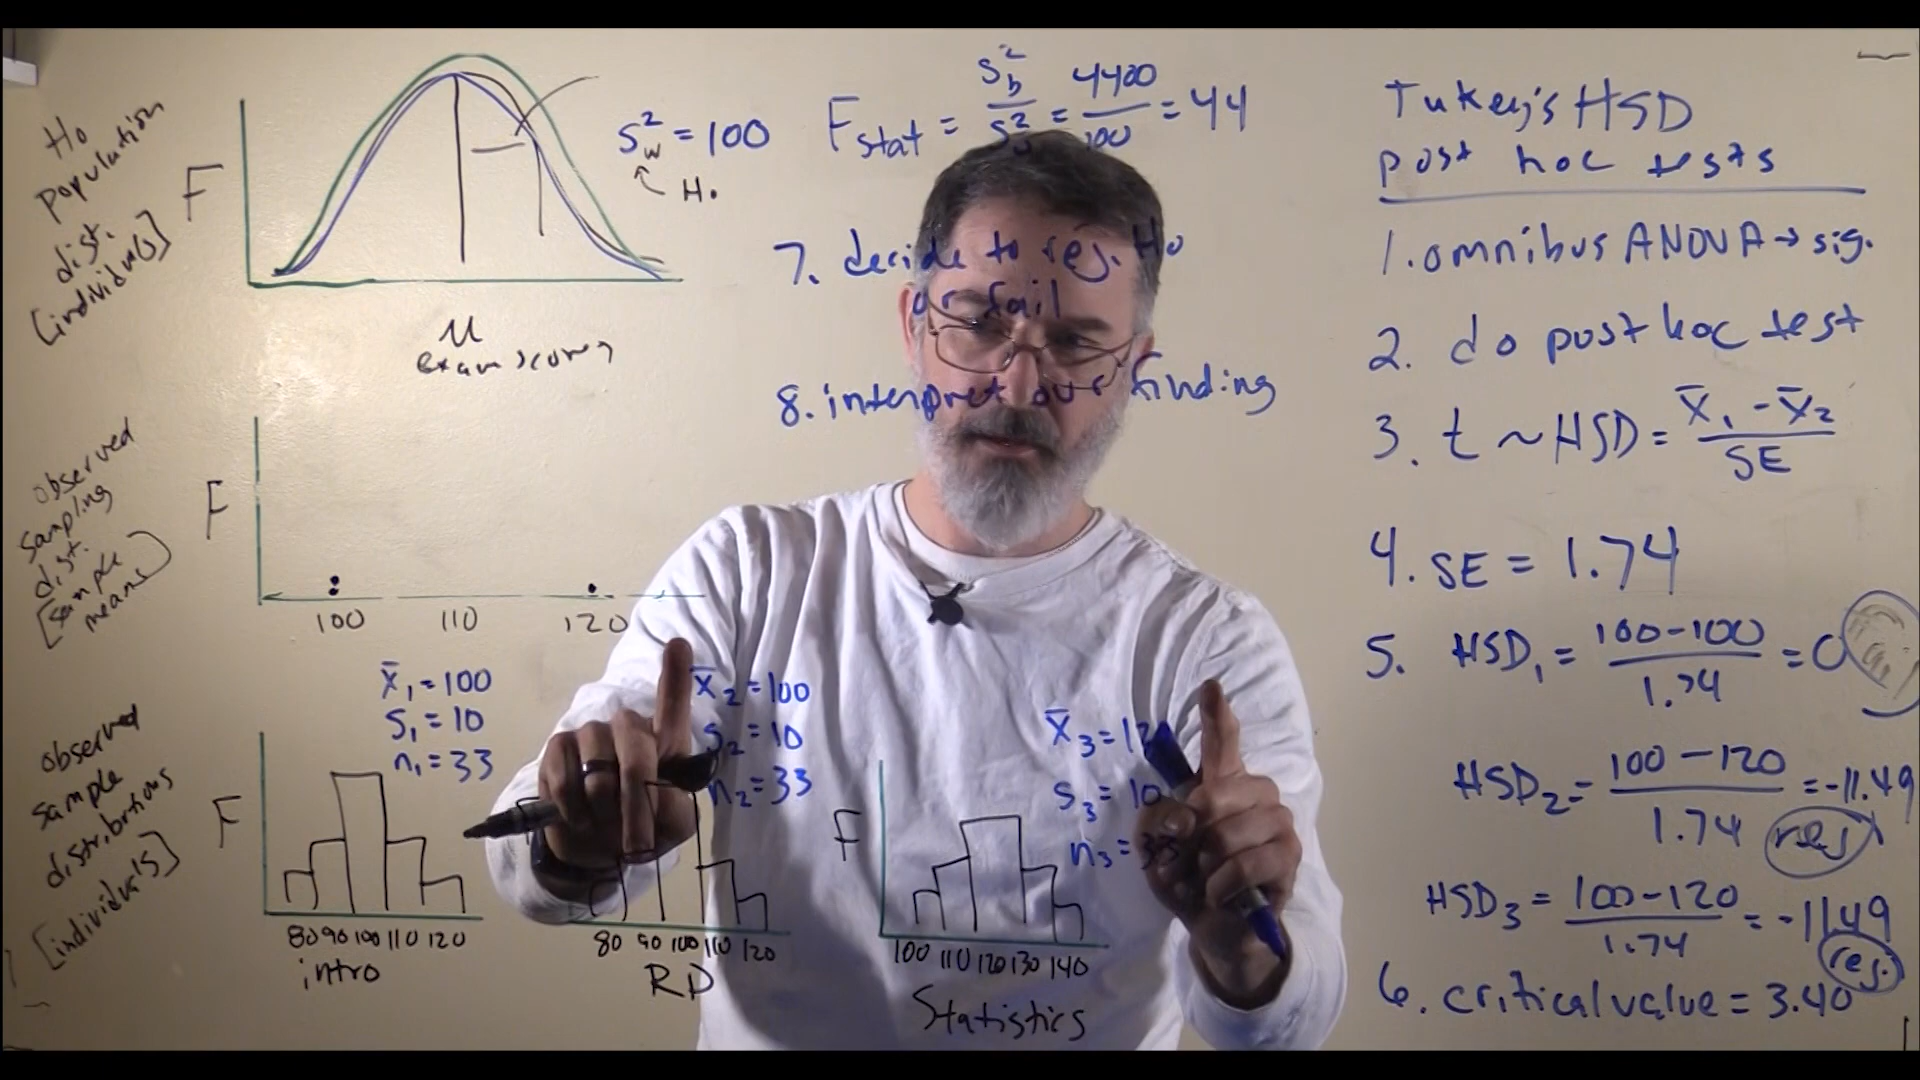 Ho
population
dist.
[individuals]
F
μ
exam scores
S²w = 100
H₀
Fstat = S²b / S² = 4400 / 100 = 44
7. decide to rej. Ho
or fail
8. interpret our finding
observed
sampling
dist.
[sample
means]
F
100 110 120
observed
sample
distributions
[individuals]
X̄₁ = 100
S₁ = 10
n₁ = 33
F
80 90 100 110 120
intro
X̄₂ = 100
S₂ = 10
n₂ = 33
80 90 100 110 120
RD
X̄₃ = 12
S₃ = 10
n₃ = 33
F
100 110 120 130 140
Statistics
Tukey's HSD
post hoc tests
1. omnibus ANOVA → sig.
2. do post hoc test
3. t ~ HSD = X̄₁ - X̄₂ / SE
4. SE = 1.74
5. HSD₁ = 100-100 / 1.74 = 0
HSD₂ = 100-120 / 1.74 = -11.49
rej
HSD₃ = 100-120 / 1.74 = -11.49
rej.
6. critical value = 3.40